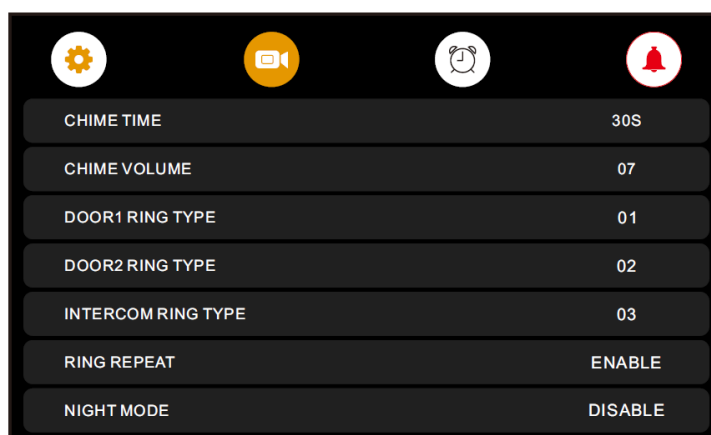 CHIME TIME 30S
CHIME VOLUME 07
DOOR1 RING TYPE 01
DOOR2 RING TYPE 02
INTERCOM RING TYPE 03
RING REPEAT ENABLE
NIGHT MODE DISABLE